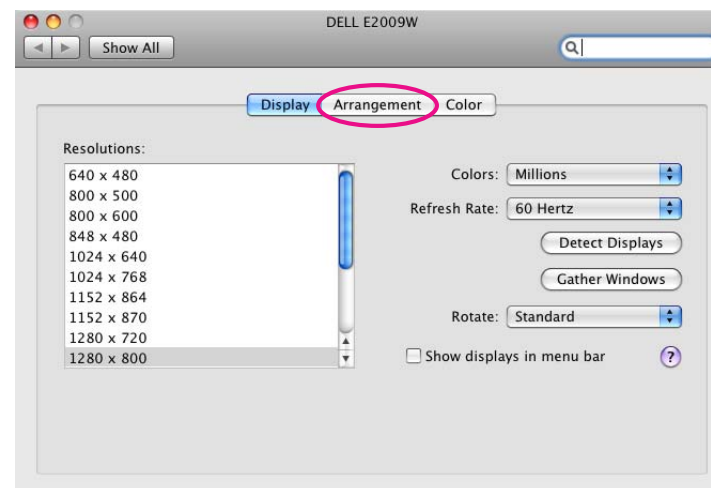 DELL E2009W
Show All
Display Arrangement Color
Resolutions:
640 x 480
800 x 500
800 x 600
848 x 480
1024 x 640
1024 x 768
1152 x 864
1152 x 870
1280 x 720
1280 x 800
Colors: Millions
Refresh Rate: 60 Hertz
Detect Displays
Gather Windows
Rotate: Standard
Show displays in menu bar ?